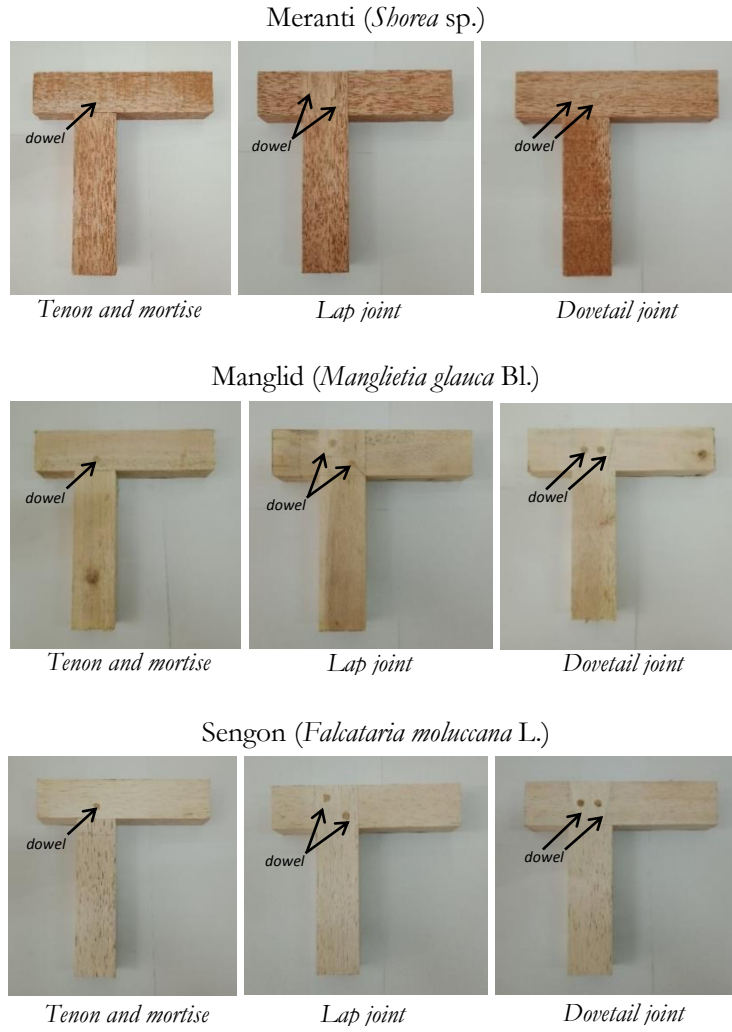 Meranti (Shorea sp.)
dowel
dowel
dowel
Tenon and mortise
Lap joint
Dovetail joint
Manglid (Manglietia glauca Bl.)
dowel
dowel
dowel
Tenon and mortise
Lap joint
Dovetail joint
Sengon (Falcataria moluccana L.)
dowel
dowel
dowel
Tenon and mortise
Lap joint
Dovetail joint